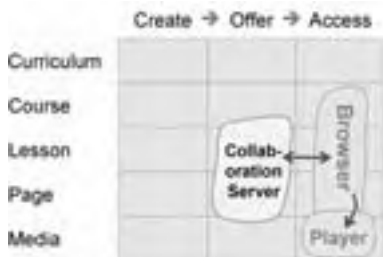 Create → Offer → Access
Curriculum
Course
Lesson
Page
Media
Collab-
oration
Server
Browser
Player